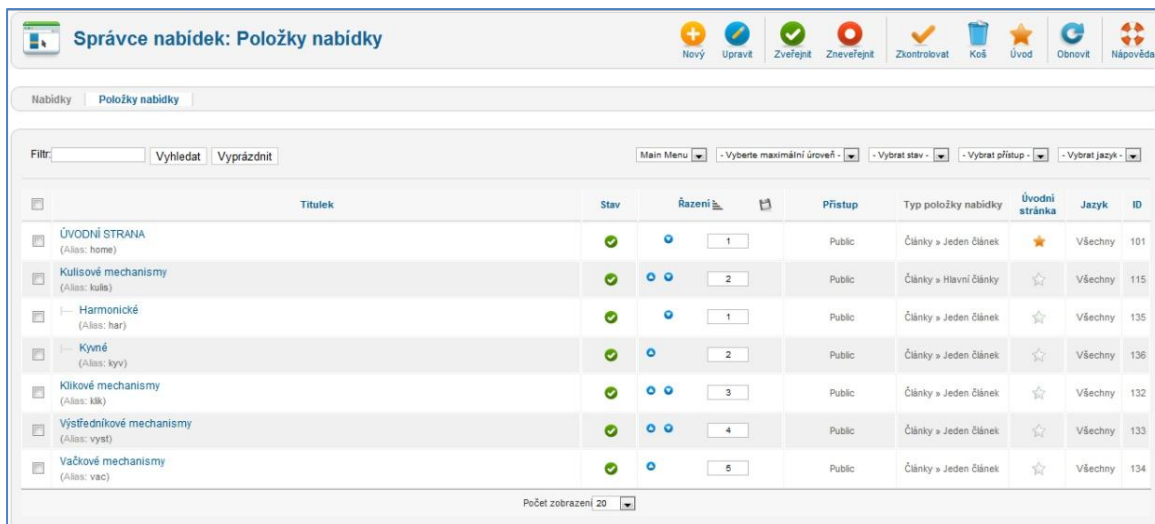 Správce nabídek: Položky nabídky
Nový Upravit Zveřejnit Zneveřejnit Zkontrolovat Koš Úvod Obnovit Nápověda
Nabídky Položky nabídky
Filtr: Vyhledat Vyprázdnit Main Menu - Vyberte maximální úroveň - - Vybrat stav - - Vybrat přístup - - Vybrat jazyk -
Titulek Stav Řazení Přístup Typ položky nabídky Úvodní stránka Jazyk ID
ÚVODNÍ STRANA 1 Public Články » Jeden článek Všechny 101
(Alias: home)
Kulisové mechanismy 2 Public Články » Hlavní články Všechny 115
(Alias: kulis)
Harmonické 1 Public Články » Jeden článek Všechny 135
(Alias: har)
Kyvné 2 Public Články » Jeden článek Všechny 136
(Alias: kyv)
Klikové mechanismy 3 Public Články » Jeden článek Všechny 132
(Alias: klik)
Výstředníkové mechanismy 4 Public Články » Jeden článek Všechny 133
(Alias: vyst)
Vačkové mechanismy 5 Public Články » Jeden článek Všechny 134
(Alias: vac)
Počet zobrazení 20